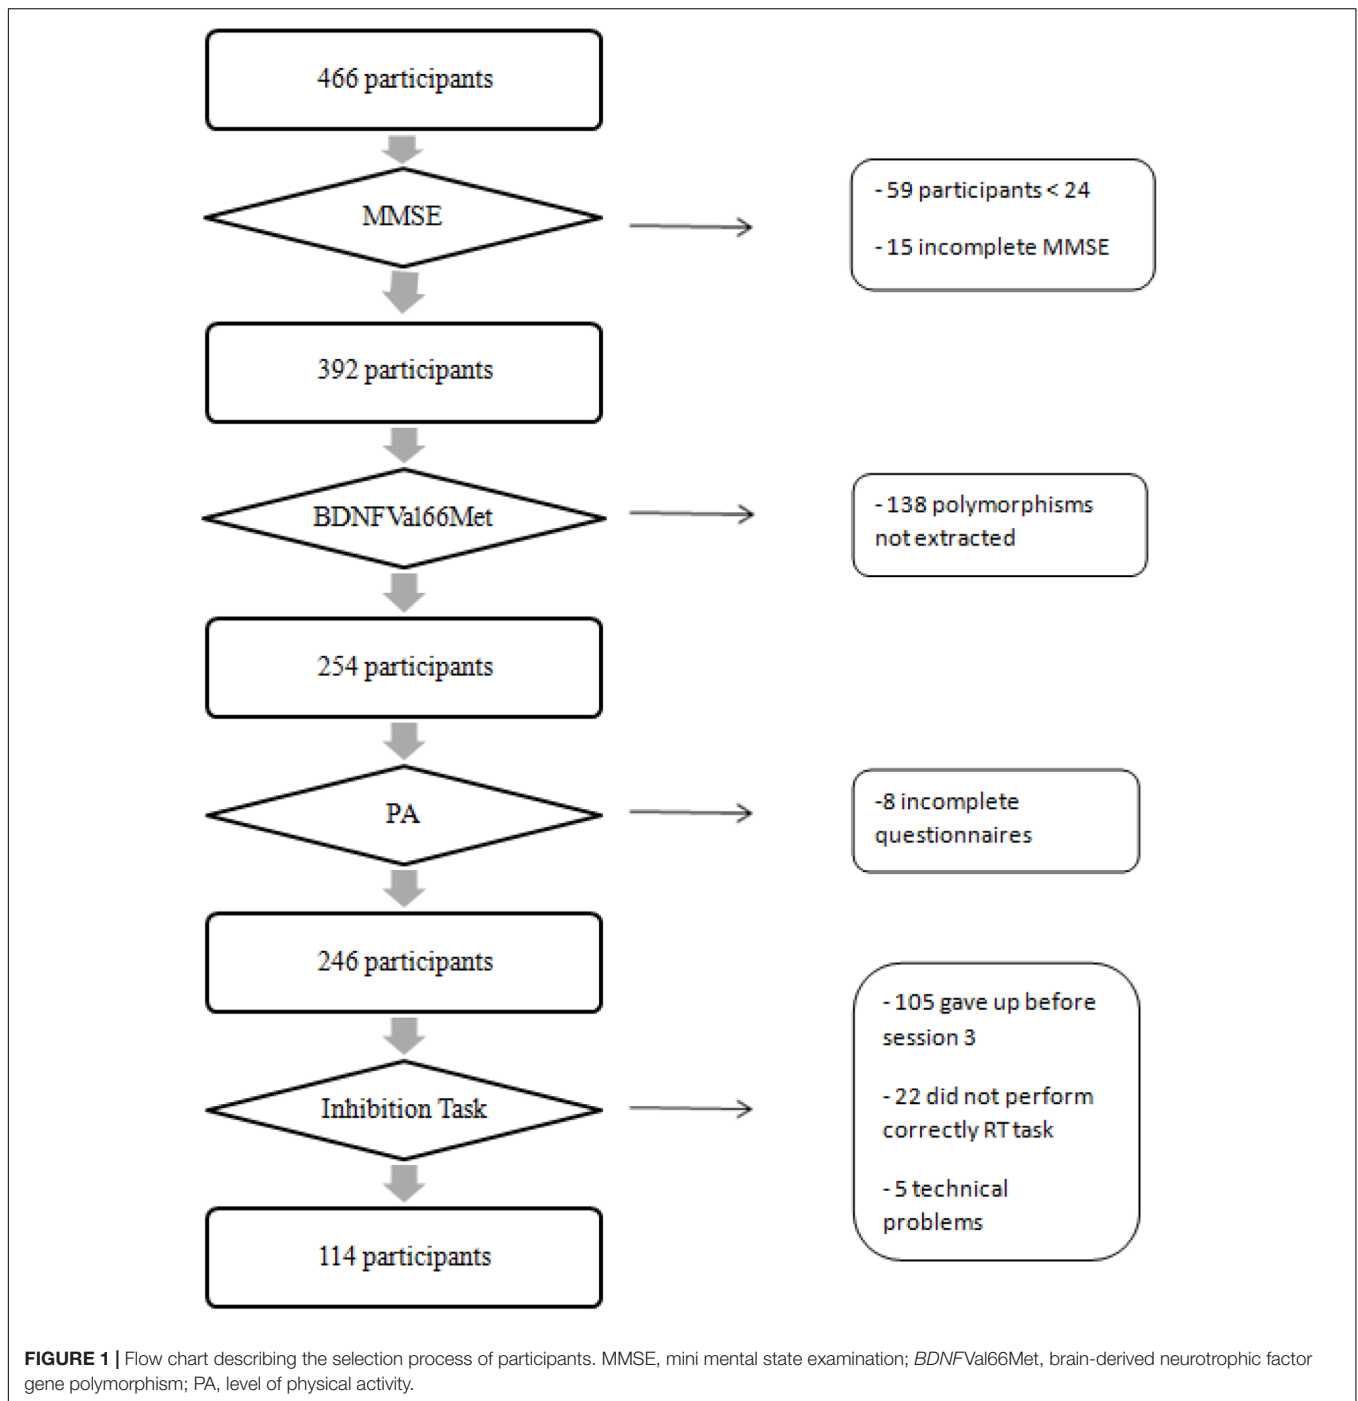 466 participants
MMSE
- 59 participants < 24
- 15 incomplete MMSE
392 participants
BDNFVal66Met
- 138 polymorphisms
not extracted
254 participants
PA
-8 incomplete
questionnaires
246 participants
Inhibition Task
- 105 gave up before
session 3
- 22 did not perform
correctly RT task
- 5 technical
problems
114 participants
FIGURE 1 | Flow chart describing the selection process of participants. MMSE, mini mental state examination; BDNFVal66Met, brain-derived neurotrophic factor
gene polymorphism; PA, level of physical activity.